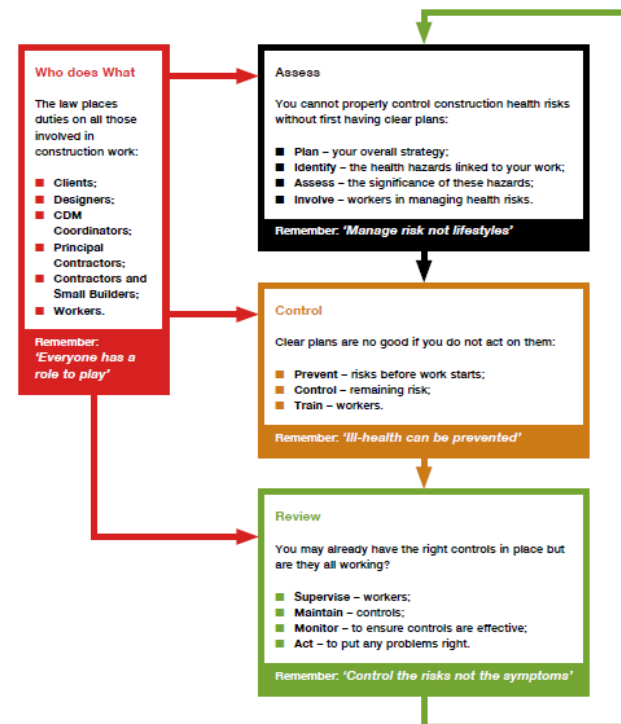 Who does What
The law places
duties on all those
involved in
construction work:
■ Clients;
■ Designers;
■ CDM
Coordinators;
■ Principal
Contractors;
■ Contractors and
Small Builders;
■ Workers.
Remember:
‘Everyone has a
role to play’
Assess
You cannot properly control construction health risks
without first having clear plans:
■ Plan – your overall strategy;
■ Identify – the health hazards linked to your work;
■ Assess – the significance of these hazards;
■ Involve – workers in managing health risks.
Remember: ‘Manage risk not lifestyles’
Control
Clear plans are no good if you do not act on them:
■ Prevent – risks before work starts;
■ Control – remaining risk;
■ Train – workers.
Remember: ‘Ill-health can be prevented’
Review
You may already have the right controls in place but
are they all working?
■ Supervise – workers;
■ Maintain – controls;
■ Monitor – to ensure controls are effective;
■ Act – to put any problems right.
Remember: ‘Control the risks not the symptoms’